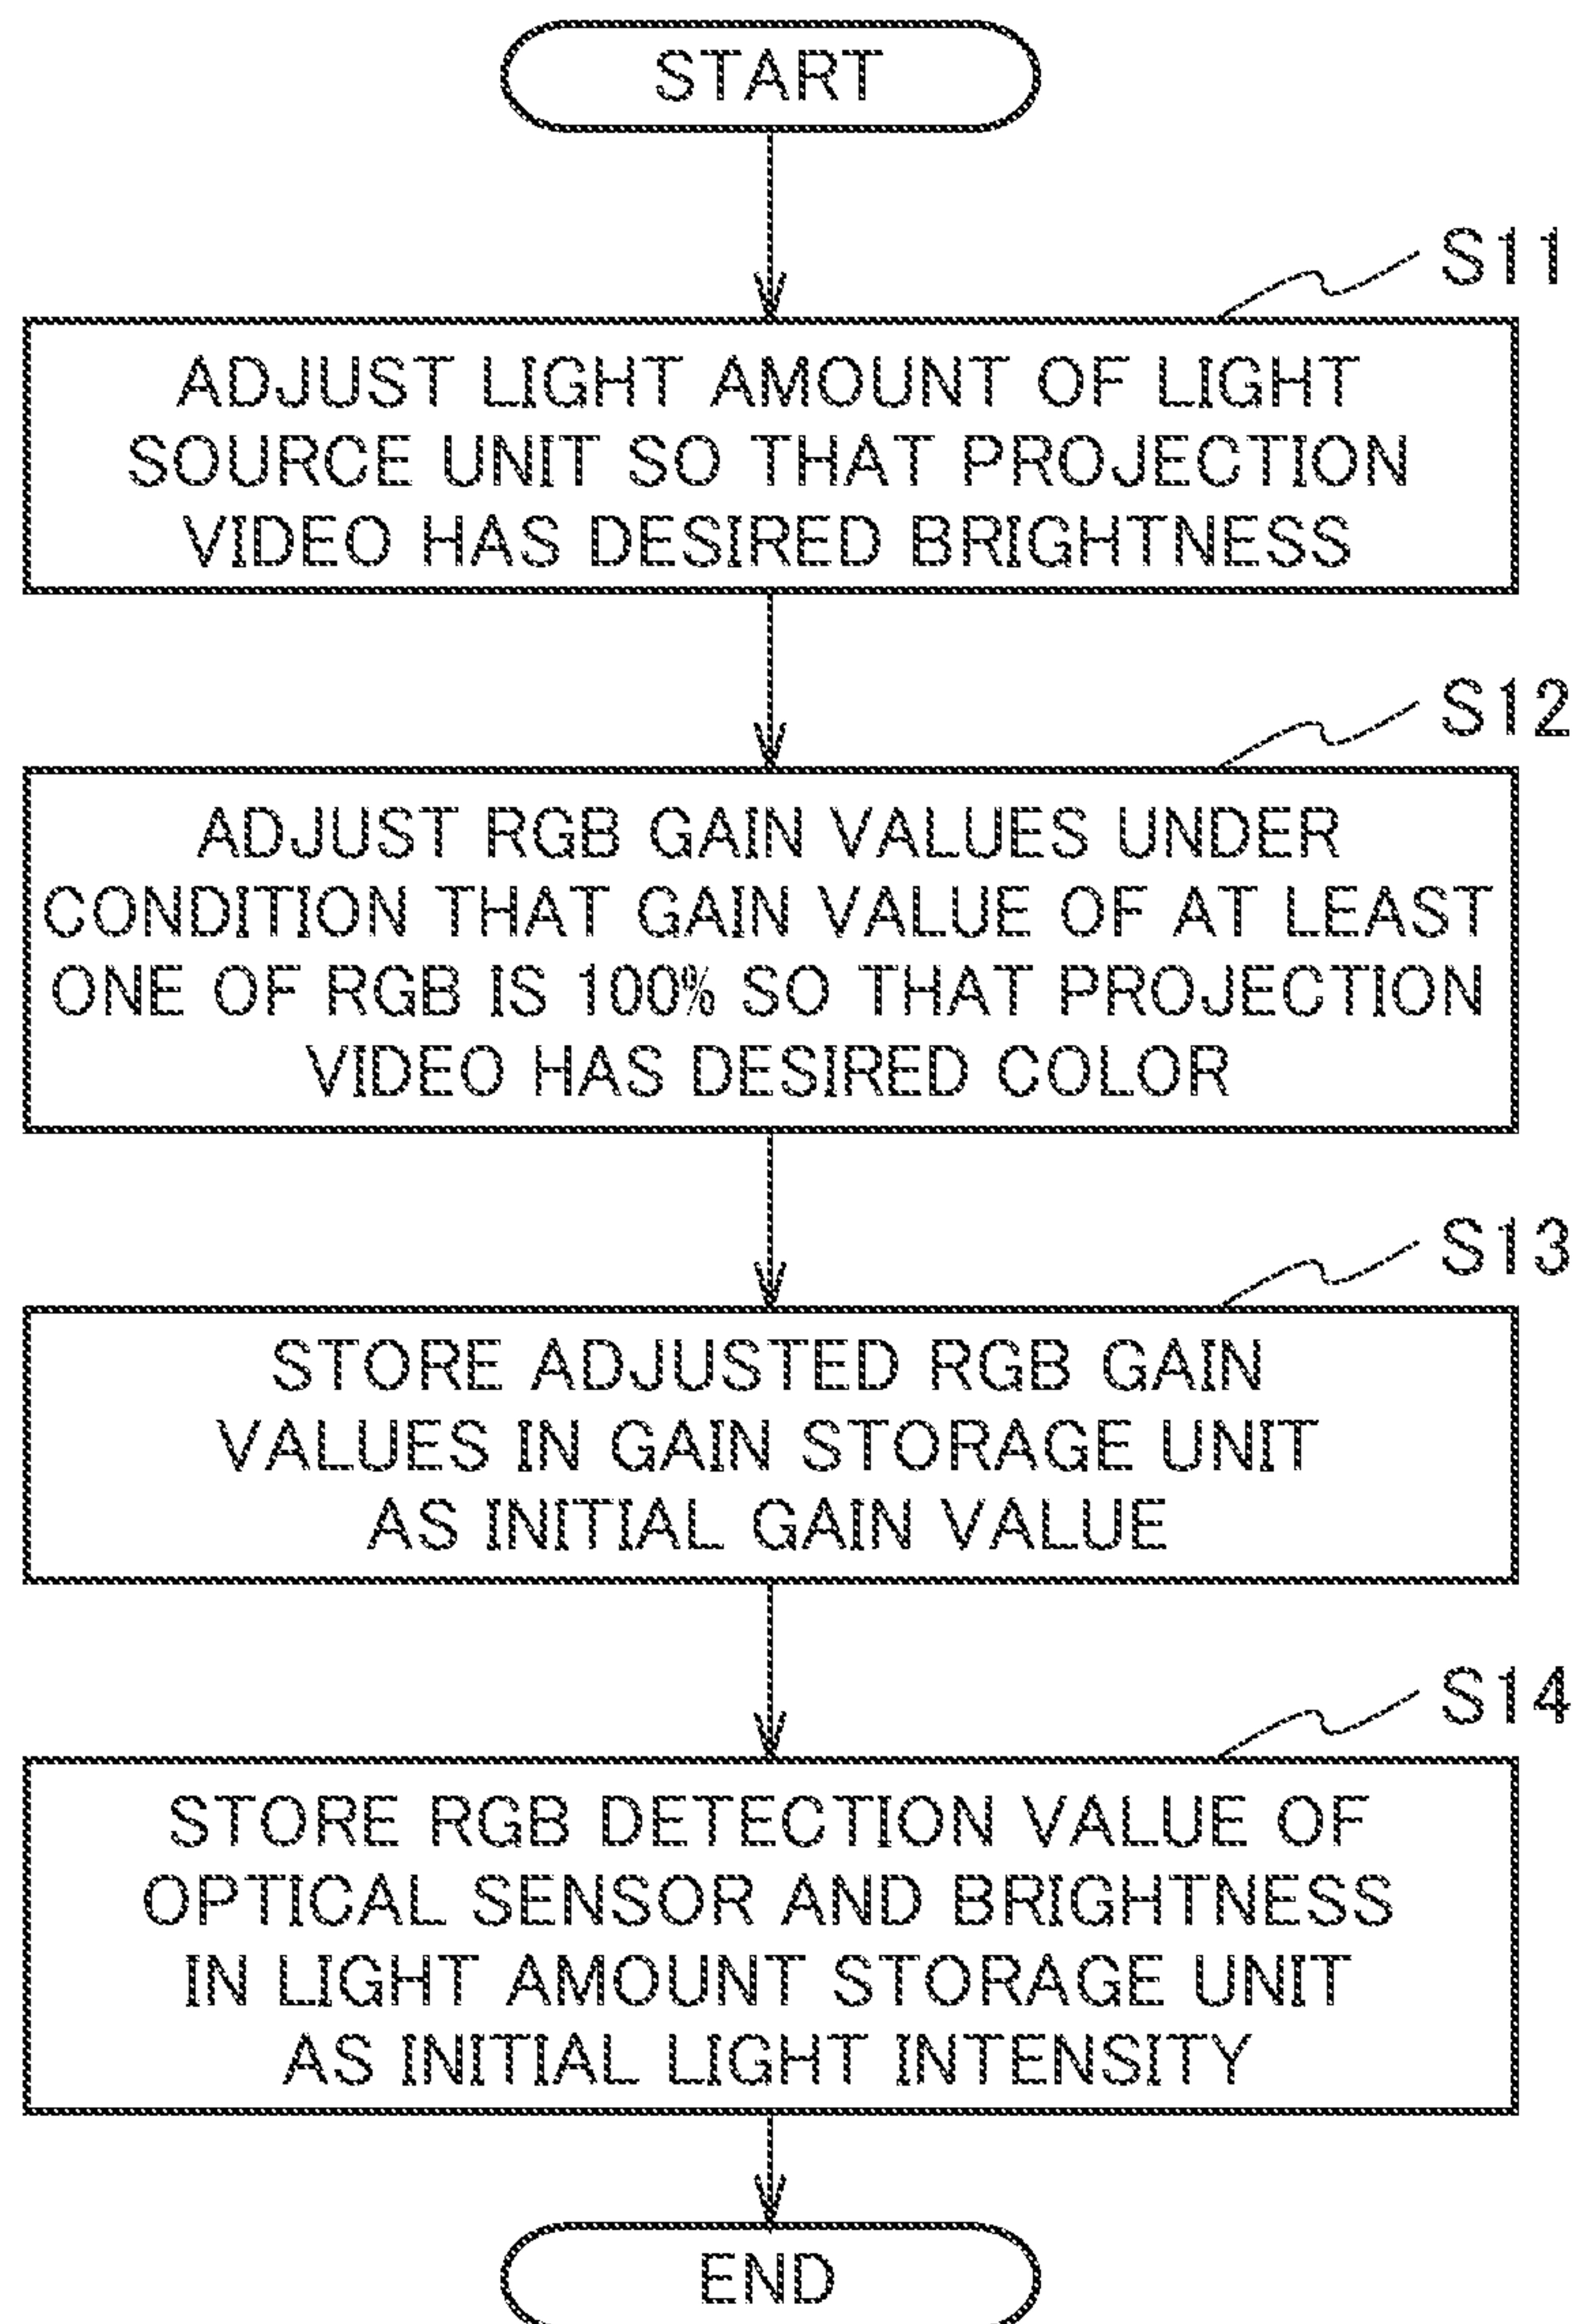 START
S11
ADJUST LIGHT AMOUNT OF LIGHT
SOURCE UNIT SO THAT PROJECTION
VIDEO HAS DESIRED BRIGHTNESS
S12
ADJUST RGB GAIN VALUES UNDER
CONDITION THAT GAIN VALUE OF AT LEAST
ONE OF RGB IS 100% SO THAT PROJECTION
VIDEO HAS DESIRED COLOR
S13
STORE ADJUSTED RGB GAIN
VALUES IN GAIN STORAGE UNIT
AS INITIAL GAIN VALUE
S14
STORE RGB DETECTION VALUE OF
OPTICAL SENSOR AND BRIGHTNESS
IN LIGHT AMOUNT STORAGE UNIT
AS INITIAL LIGHT INTENSITY
END